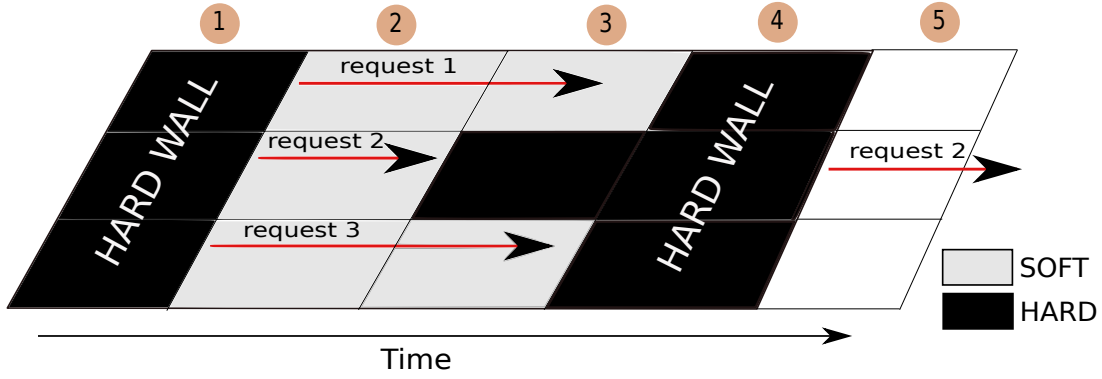 1
2
3
4
5
request 1
request 2
request 3
HARD WALL
HARD WALL
request 2
SOFT
HARD
Time